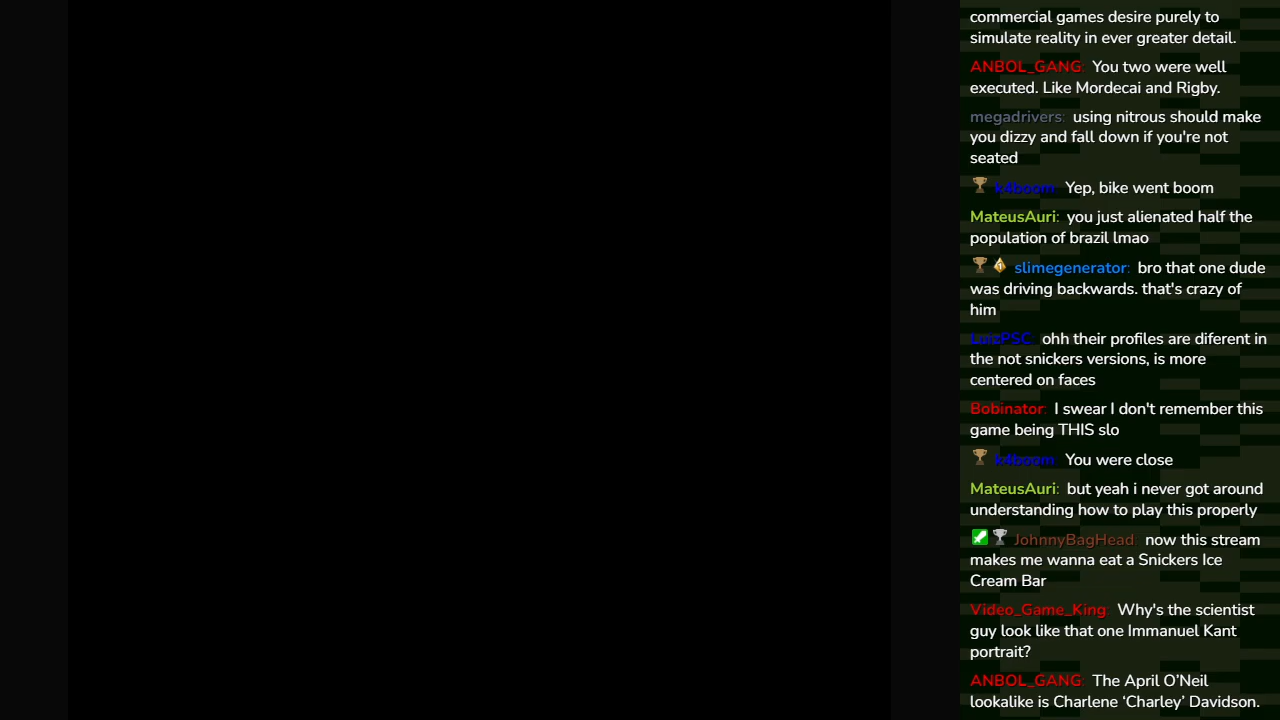 commercial games desire purely to
simulate reality in ever greater detail.
ANBOL_GANG: You two were well
executed. Like Mordecai and Rigby.
megadrivers: using nitrous should make
you dizzy and fall down if you're not
seated
k4boom: Yep, bike went boom
MateusAuri: you just alienated half the
population of brazil lmao
slimegenerator: bro that one dude
was driving backwards. that's crazy of
him
LuizPSC: ohh their profiles are diferent in
the not snickers versions, is more
centered on faces
Bobinator: I swear I don't remember this
game being THIS slo
k4boom: You were close
MateusAuri: but yeah i never got around
understanding how to play this properly
JohnnyBagHead: now this stream
makes me wanna eat a Snickers Ice
Cream Bar
Video_Game_King: Why's the scientist
guy look like that one Immanuel Kant
portrait?
ANBOL_GANG: The April O'Neil
lookalike is Charlene ‘Charley’ Davidson.